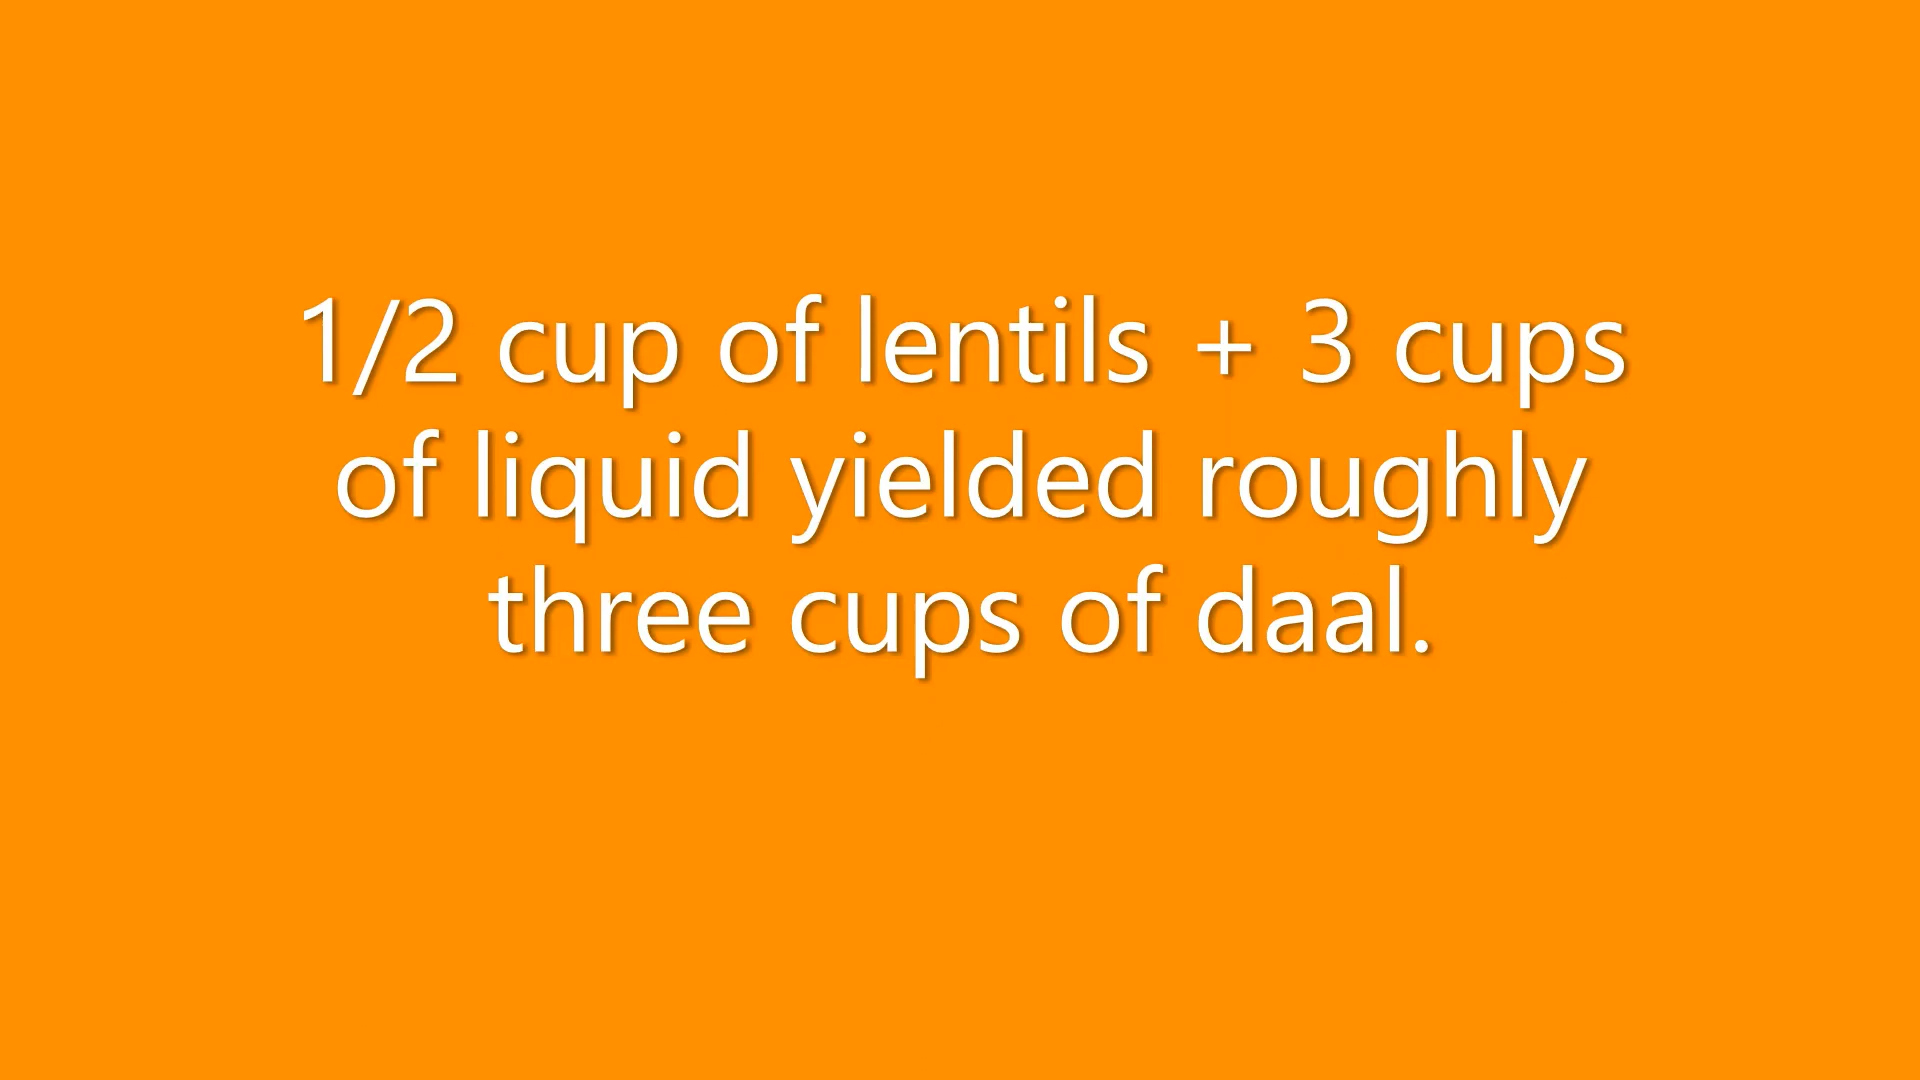 1/2 cup of lentils + 3 cups
of liquid yielded roughly
three cups of daal.